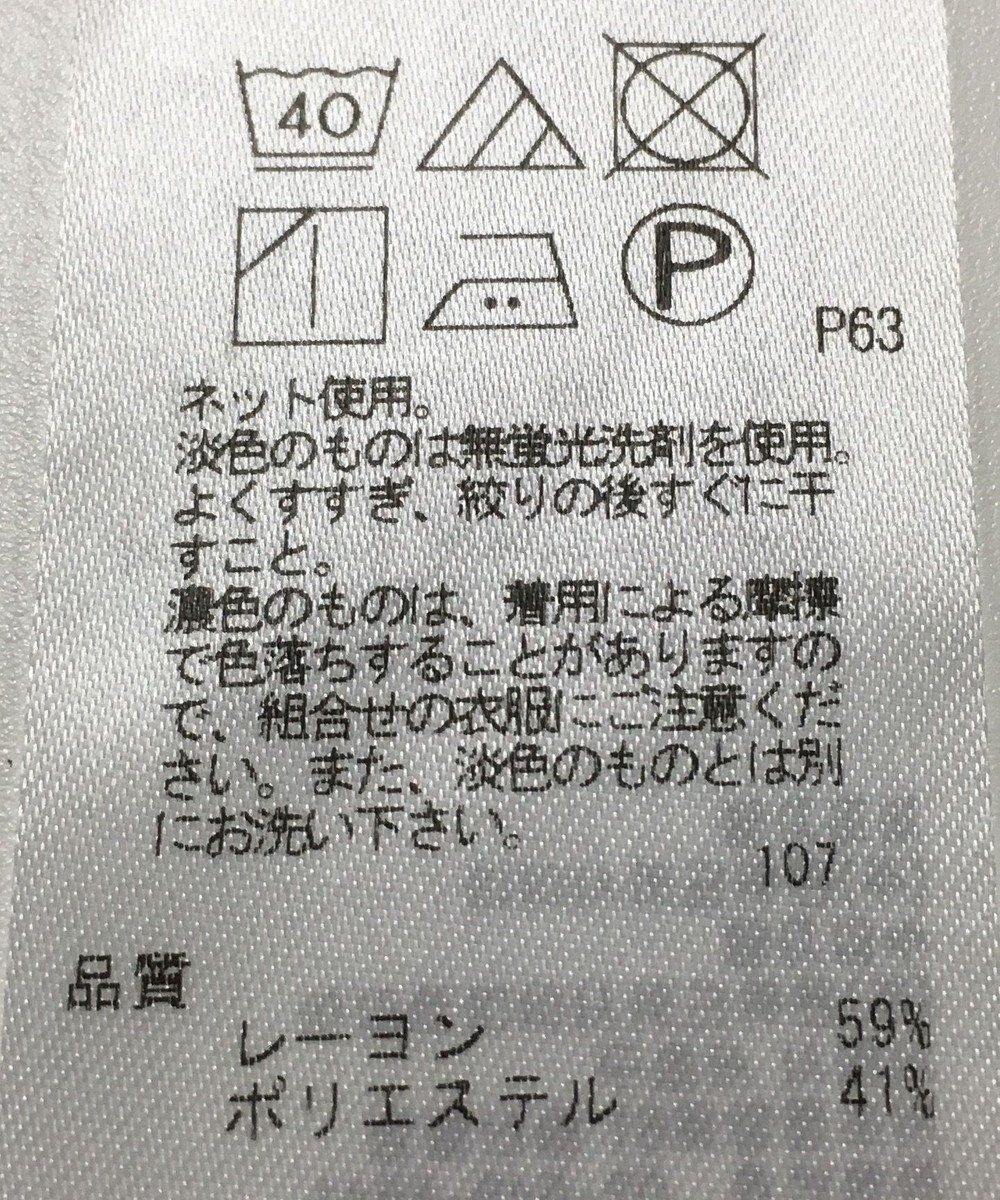 40
P
P63
ネット使用。
淡色のものは無蛍光洗剤を使用。
よくすすぎ、絞りの後すぐに干
すこと。
濃色のものは、着用による摩擦
で色落ちすることがありますの
で、組合せの衣服にご注意くだ
さい。また、淡色のものとは別
にお洗い下さい。
107
品質
レーヨン 59%
ポリエステル 41%